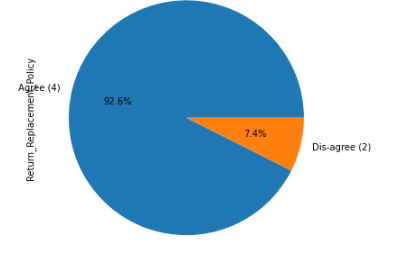 Return_Replacement_Policy
Agree (4)
92.6%
7.4%
Dis-agree (2)